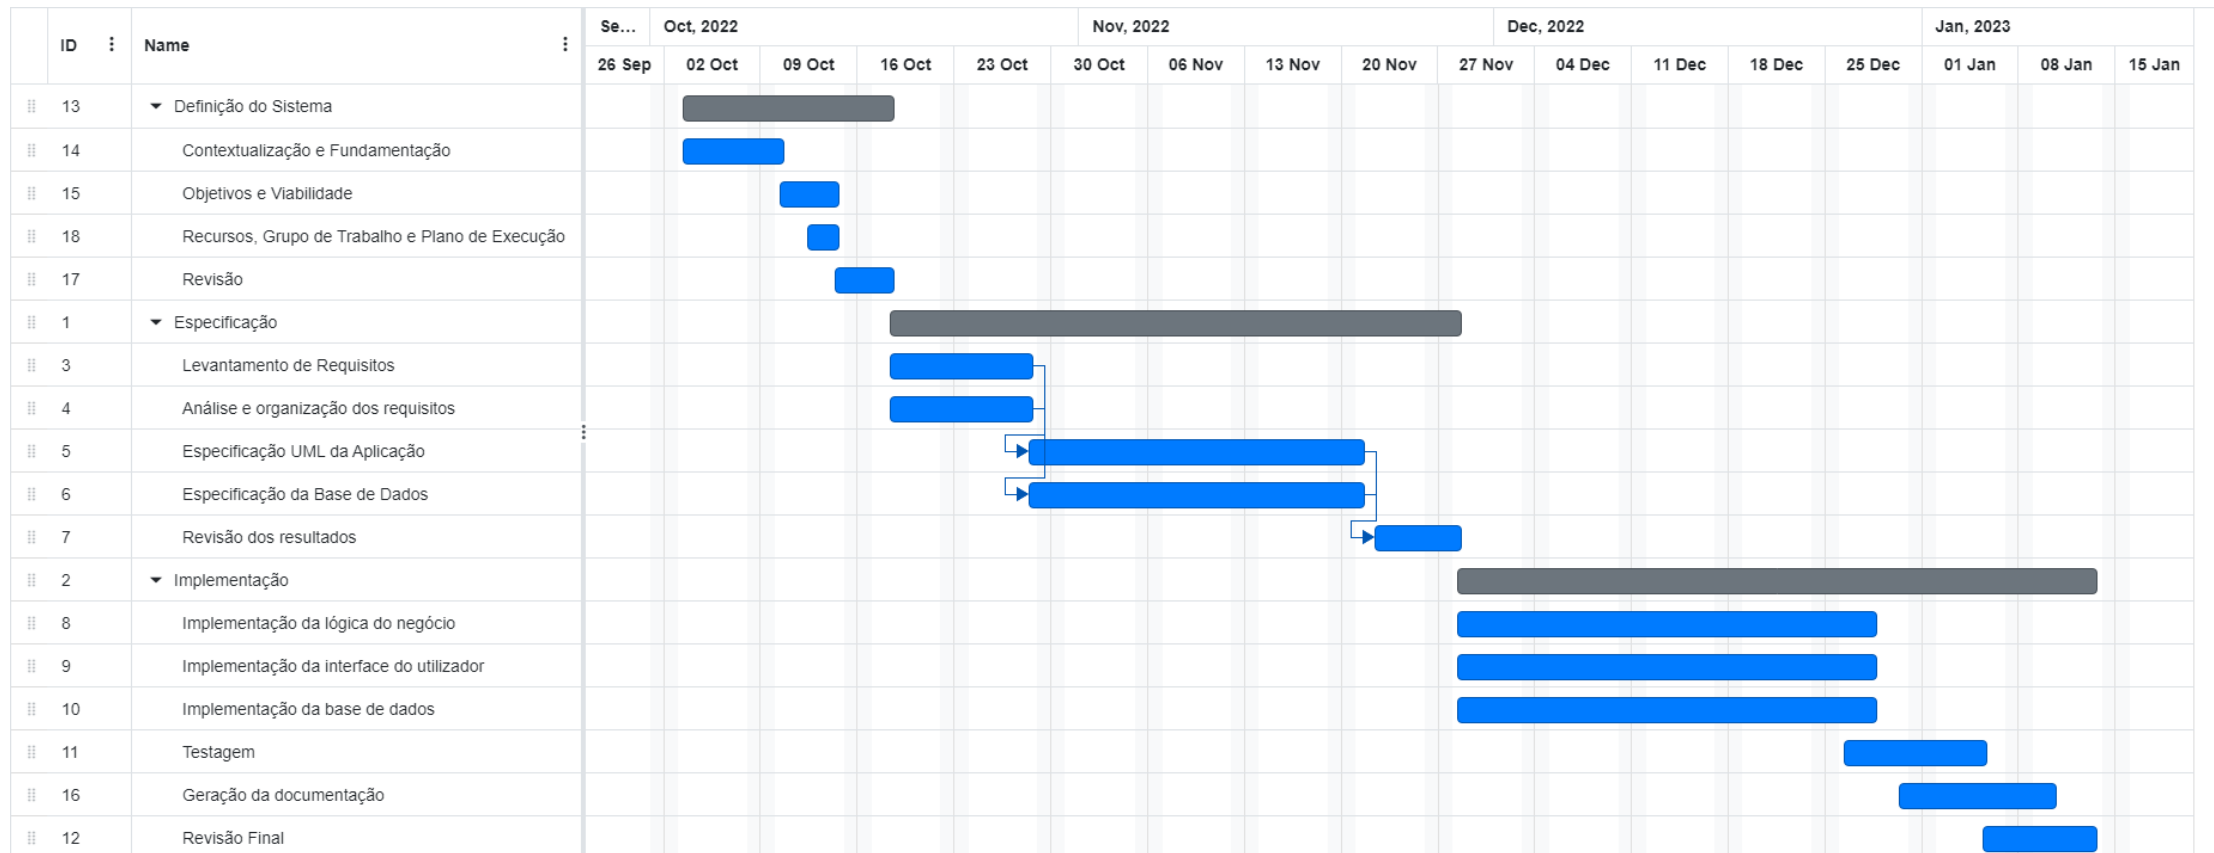 ID Name Se... Oct, 2022 Nov, 2022 Dec, 2022 Jan, 2023
26 Sep 02 Oct 09 Oct 16 Oct 23 Oct 30 Oct 06 Nov 13 Nov 20 Nov 27 Nov 04 Dec 11 Dec 18 Dec 25 Dec 01 Jan 08 Jan 15 Jan
13 Definição do Sistema
14 Contextualização e Fundamentação
15 Objetivos e Viabilidade
18 Recursos, Grupo de Trabalho e Plano de Execução
17 Revisão
1 Especificação
3 Levantamento de Requisitos
4 Análise e organização dos requisitos
5 Especificação UML da Aplicação
6 Especificação da Base de Dados
7 Revisão dos resultados
2 Implementação
8 Implementação da lógica do negócio
9 Implementação da interface do utilizador
10 Implementação da base de dados
11 Testagem
16 Geração da documentação
12 Revisão Final